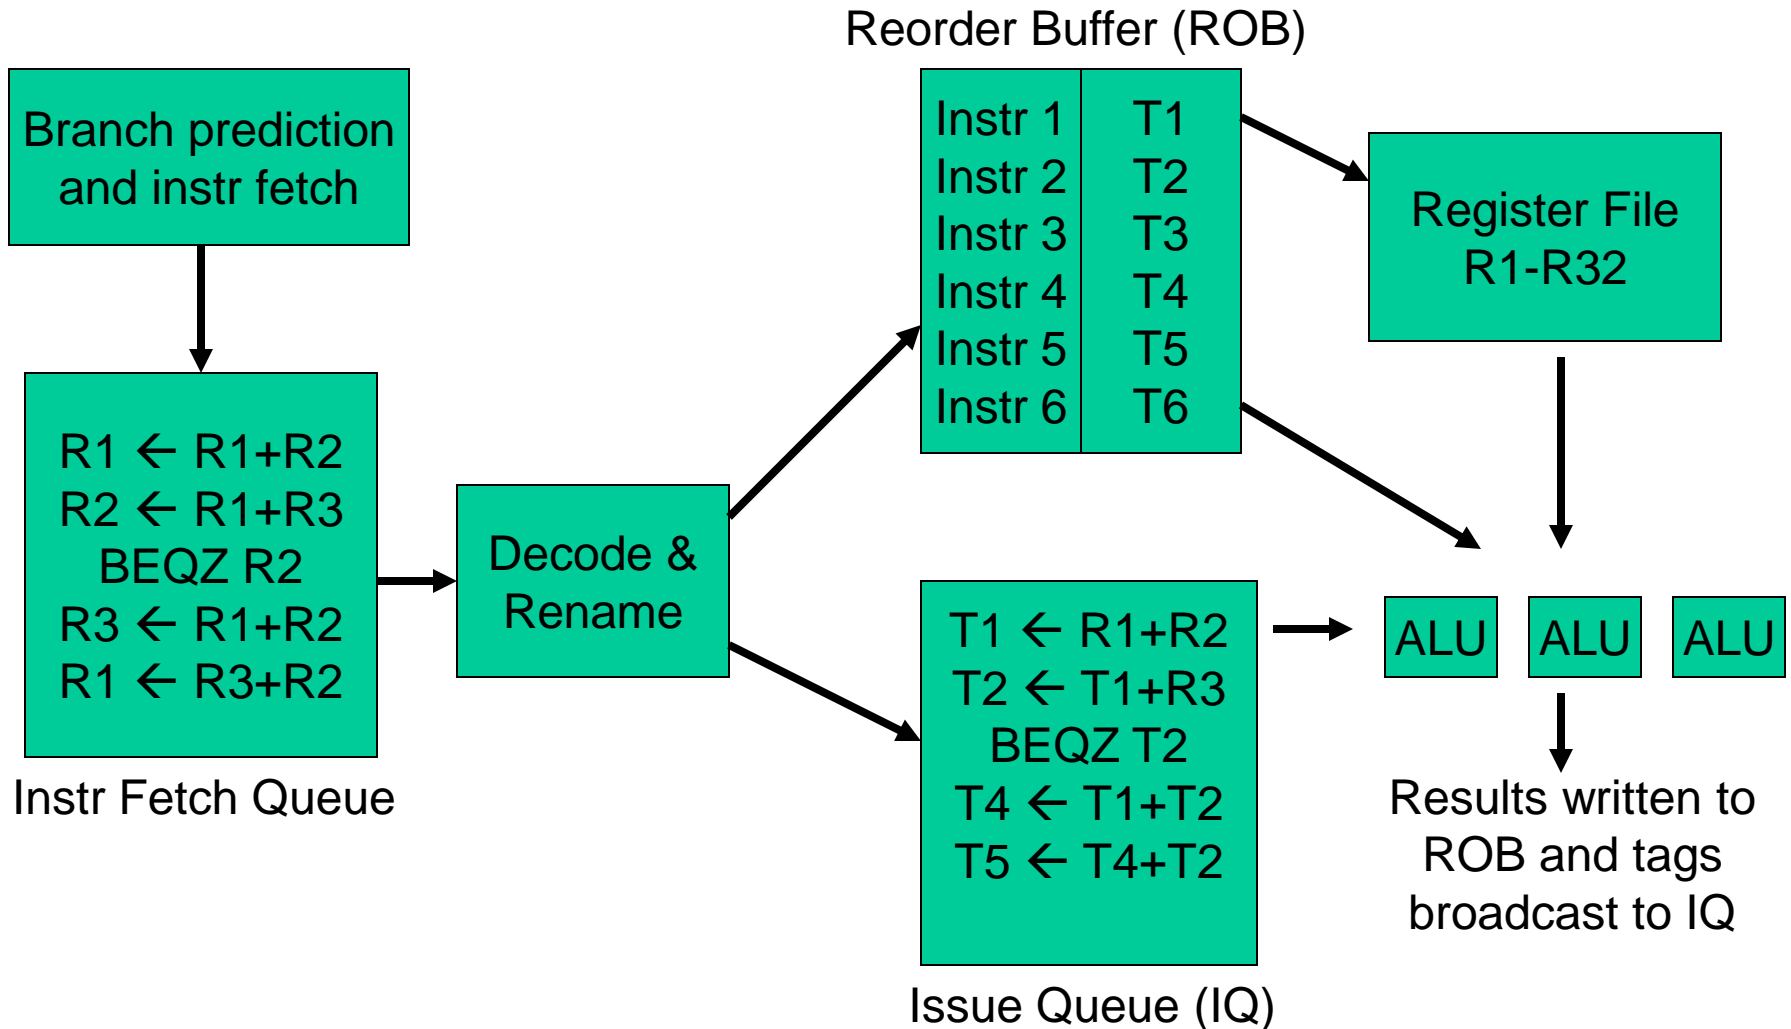 Reorder Buffer (ROB)
Branch prediction
and instr fetch
Instr 1 T1
Instr 2 T2
Instr 3 T3
Instr 4 T4
Instr 5 T5
Instr 6 T6
Register File
R1-R32
R1 ← R1+R2
R2 ← R1+R3
BEQZ R2
R3 ← R1+R2
R1 ← R3+R2
Instr Fetch Queue
Decode &
Rename
T1 ← R1+R2
T2 ← T1+R3
BEQZ T2
T4 ← T1+T2
T5 ← T4+T2
Issue Queue (IQ)
ALU ALU ALU
Results written to
ROB and tags
broadcast to IQ